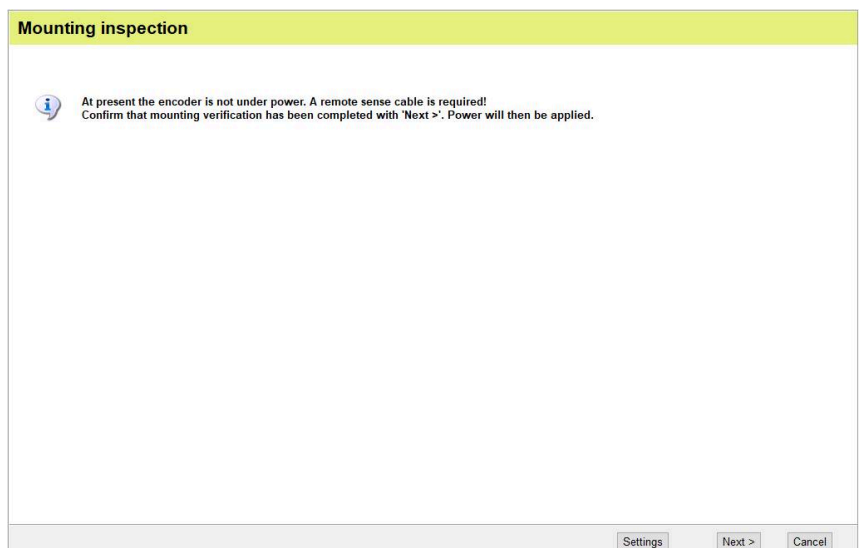 Mounting inspection
At present the encoder is not under power. A remote sense cable is required!
Confirm that mounting verification has been completed with 'Next >'. Power will then be applied.
Settings Next > Cancel